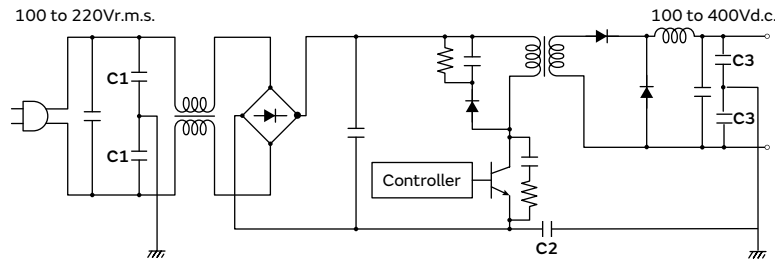 100 to 220Vr.m.s.
100 to 400Vd.c.
C1
C3
C1
C3
Controller
C2